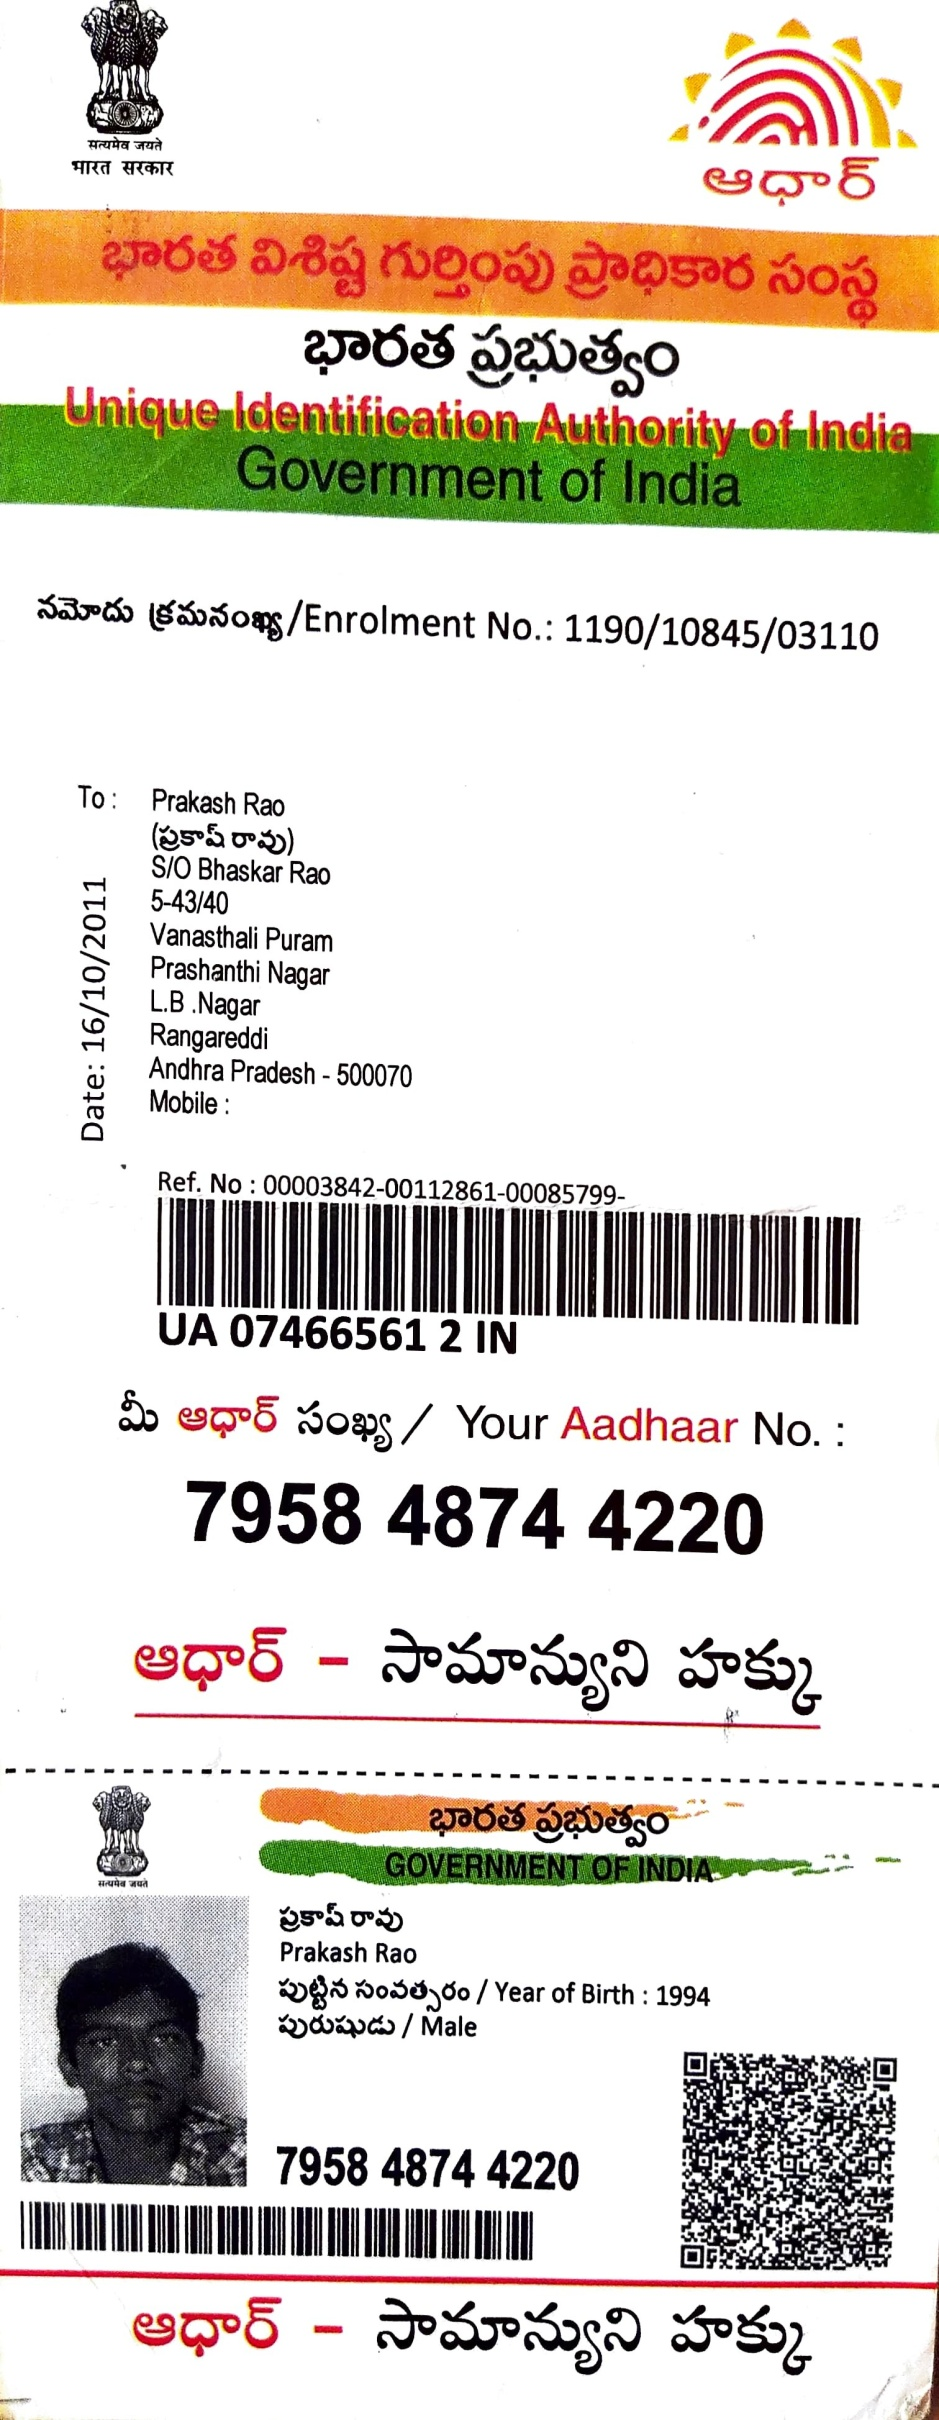 सत्यमेव जयते
भारत सरकार
ఆధార్
భారత విశిష్ట గుర్తింపు ప్రాధికార సంస్థ
భారత ప్రభుత్వం
Unique Identification Authority of India
Government of India
నమోదు క్రమసంఖ్య/Enrolment No.: 1190/10845/03110
To : Prakash Rao
(ప్రకాష్ రావు)
S/O Bhaskar Rao
5-43/40
Vanasthali Puram
Prashanthi Nagar
L.B .Nagar
Rangareddi
Andhra Pradesh - 500070
Mobile :
Date: 16/10/2011
Ref. No : 00003842-00112861-00085799-
UA 07466561 2 IN
మీ ఆధార్ సంఖ్య / Your Aadhaar No. :
7958 4874 4220
ఆధార్ - సామాన్యుని హక్కు
భారత ప్రభుత్వం
GOVERNMENT OF INDIA
सत्यमेव जयते
ప్రకాష్ రావు
Prakash Rao
పుట్టిన సంవత్సరం / Year of Birth : 1994
పురుషుడు / Male
7958 4874 4220
ఆధార్ - సామాన్యుని హక్కు